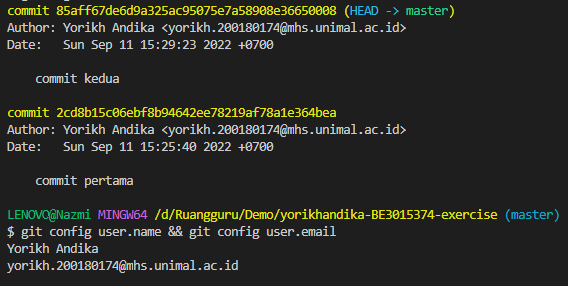 commit 85aff67de6d9a325ac95075e7a58908e36650008 (HEAD -> master)
Author: Yorikh Andika <yorikh.200180174@mhs.unimal.ac.id>
Date:   Sun Sep 11 15:29:23 2022 +0700
commit kedua
commit 2cd8b15c06ebf8b94642ee78219af78a1e364bea
Author: Yorikh Andika <yorikh.200180174@mhs.unimal.ac.id>
Date:   Sun Sep 11 15:25:40 2022 +0700
commit pertama
LENOVO@Nazmi MINGW64 /d/Ruangguru/Demo/yorikhandika-BE3015374-exercise (master)
$ git config user.name && git config user.email
Yorikh Andika
yorikh.200180174@mhs.unimal.ac.id